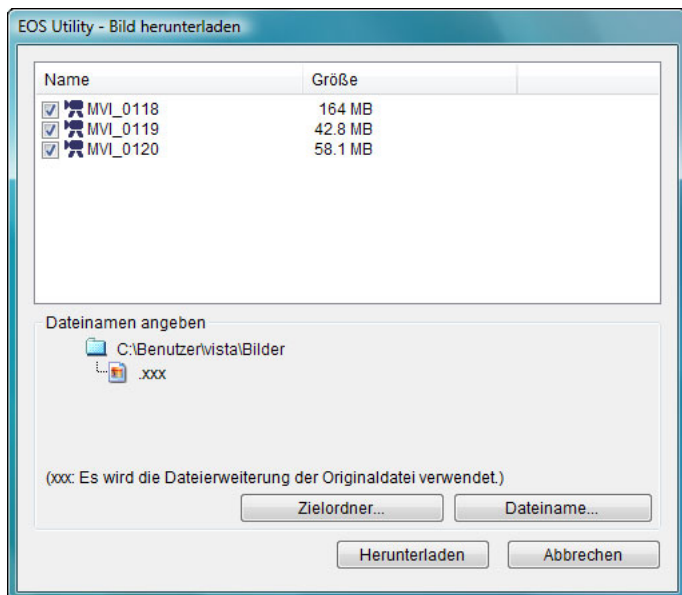 EOS Utility - Bild herunterladen
Name Größe
MVI_0118 164 MB
MVI_0119 42.8 MB
MVI_0120 58.1 MB
Dateinamen angeben
C:\Benutzer\vista\Bilder
.xxx
(xxx: Es wird die Dateierweiterung der Originaldatei verwendet.)
Zielordner... Dateiname...
Herunterladen Abbrechen